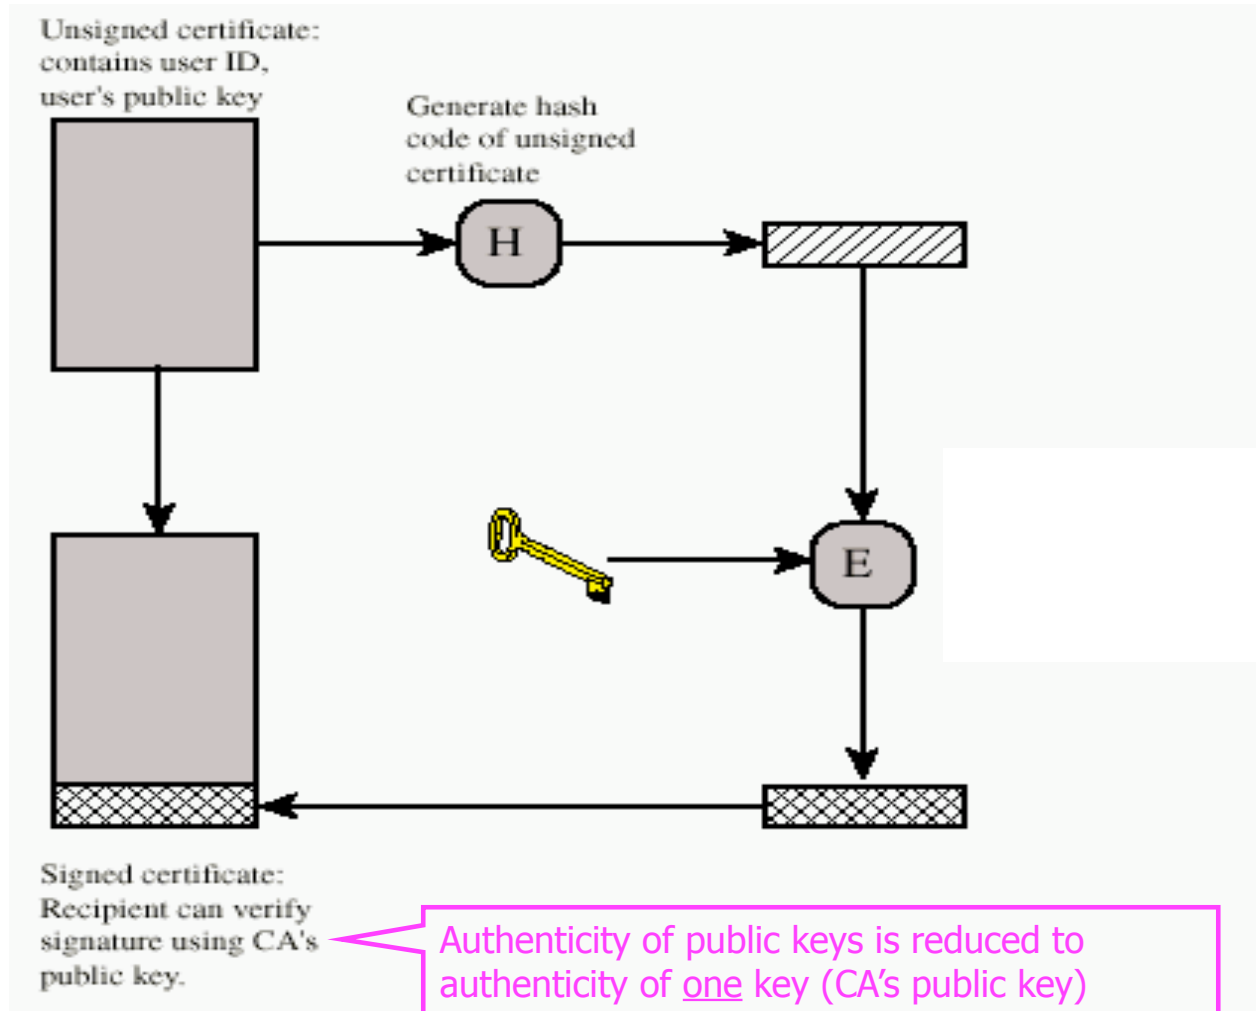 Unsigned certificate:
contains user ID,
user's public key
Generate hash
code of unsigned
certificate
H
E
Signed certificate:
Recipient can verify
signature using CA's
public key.
Authenticity of public keys is reduced to
authenticity of one key (CA’s public key)